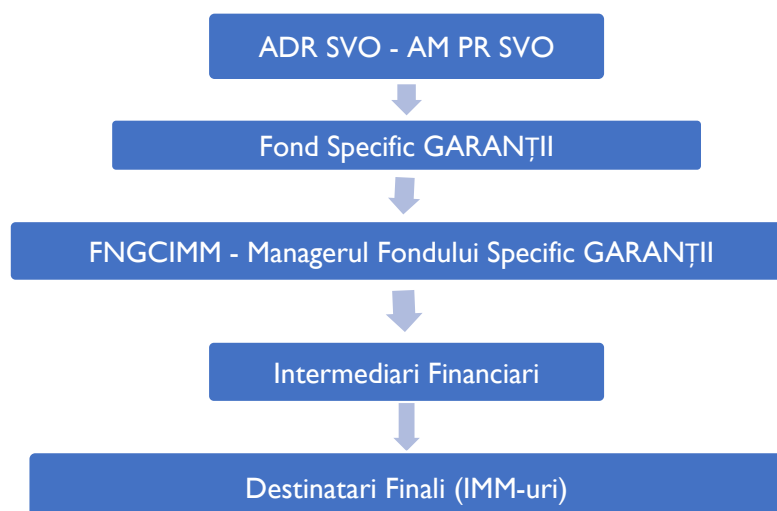 ADR SVO - AM PR SVO
Fond Specific GARANȚII
FNGCIMM - Managerul Fondului Specific GARANȚII
Intermediari Financiari
Destinatari Finali (IMM-uri)